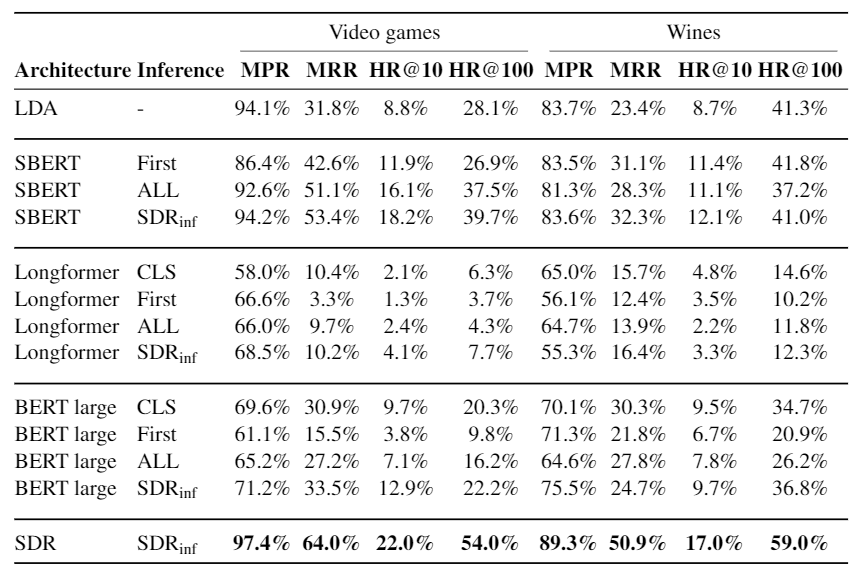 Video games Wines
Architecture Inference MPR MRR HR@10 HR@100 MPR MRR HR@10 HR@100
LDA - 94.1% 31.8% 8.8% 28.1% 83.7% 23.4% 8.7% 41.3%
SBERT First 86.4% 42.6% 11.9% 26.9% 83.5% 31.1% 11.4% 41.8%
SBERT ALL 92.6% 51.1% 16.1% 37.5% 81.3% 28.3% 11.1% 37.2%
SBERT SDRinf 94.2% 53.4% 18.2% 39.7% 83.6% 32.3% 12.1% 41.0%
Longformer CLS 58.0% 10.4% 2.1% 6.3% 65.0% 15.7% 4.8% 14.6%
Longformer First 66.6% 3.3% 1.3% 3.7% 56.1% 12.4% 3.5% 10.2%
Longformer ALL 66.0% 9.7% 2.4% 4.3% 64.7% 13.9% 2.2% 11.8%
Longformer SDRinf 68.5% 10.2% 4.1% 7.7% 55.3% 16.4% 3.3% 12.3%
BERT large CLS 69.6% 30.9% 9.7% 20.3% 70.1% 30.3% 9.5% 34.7%
BERT large First 61.1% 15.5% 3.8% 9.8% 71.3% 21.8% 6.7% 20.9%
BERT large ALL 65.2% 27.2% 7.1% 16.2% 64.6% 27.8% 7.8% 26.2%
BERT large SDRinf 71.2% 33.5% 12.9% 22.2% 75.5% 24.7% 9.7% 36.8%
SDR SDRinf 97.4% 64.0% 22.0% 54.0% 89.3% 50.9% 17.0% 59.0%